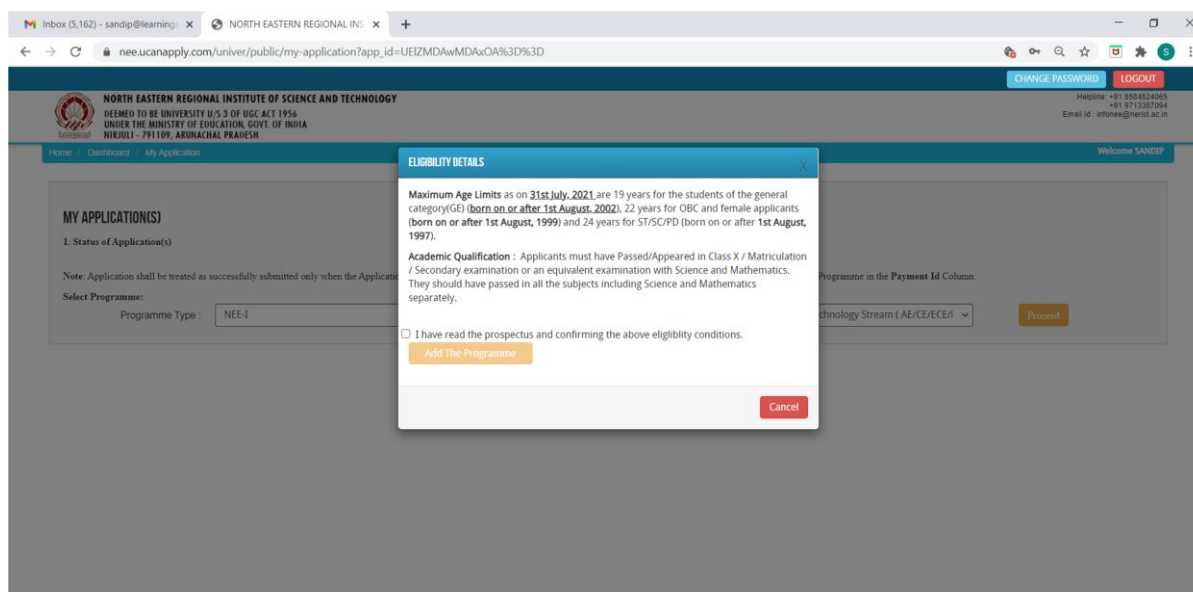 Inbox (5,162) - sandip@learning
NORTH EASTERN REGIONAL INS
nee.ucanapply.com/univer/public/my-application?app_id=UElZMDAwMDAxOA%3D%3D
CHANGE PASSWORD LOGOUT
NORTH EASTERN REGIONAL INSTITUTE OF SCIENCE AND TECHNOLOGY
DEEMED TO BE UNIVERSITY U/S 3 OF UGC ACT 1956
UNDER THE MINISTRY OF EDUCATION, GOVT. OF INDIA
NIRJULI - 791109, ARUNACHAL PRADESH
Helpline: +91 8584824065
+91 9713387094
Email Id : infonee@nerist.ac.in
Home / Dashboard / My Application
Welcome SANDIP
ELIGIBILITY DETAILS X
Maximum Age Limits as on 31st July, 2021 are 19 years for the students of the general
category(GE) (born on or after 1st August, 2002), 22 years for OBC and female applicants
(born on or after 1st August, 1999) and 24 years for ST/SC/PD (born on or after 1st August,
1997).
Academic Qualification : Applicants must have Passed/Appeared in Class X / Matriculation
/ Secondary examination or an equivalent examination with Science and Mathematics.
They should have passed in all the subjects including Science and Mathematics
separately.
I have read the prospectus and confirming the above eligiblity conditions.
Add The Programme
Cancel
MY APPLICATION(S)
1. Status of Application(s)
Note: Application shall be treated as successfully submitted only when the Applicatio
Programme in the Payment Id Column.
Select Programme:
Programme Type : NEE-I
chnology Stream ( AE/CE/ECE/I
Proceed